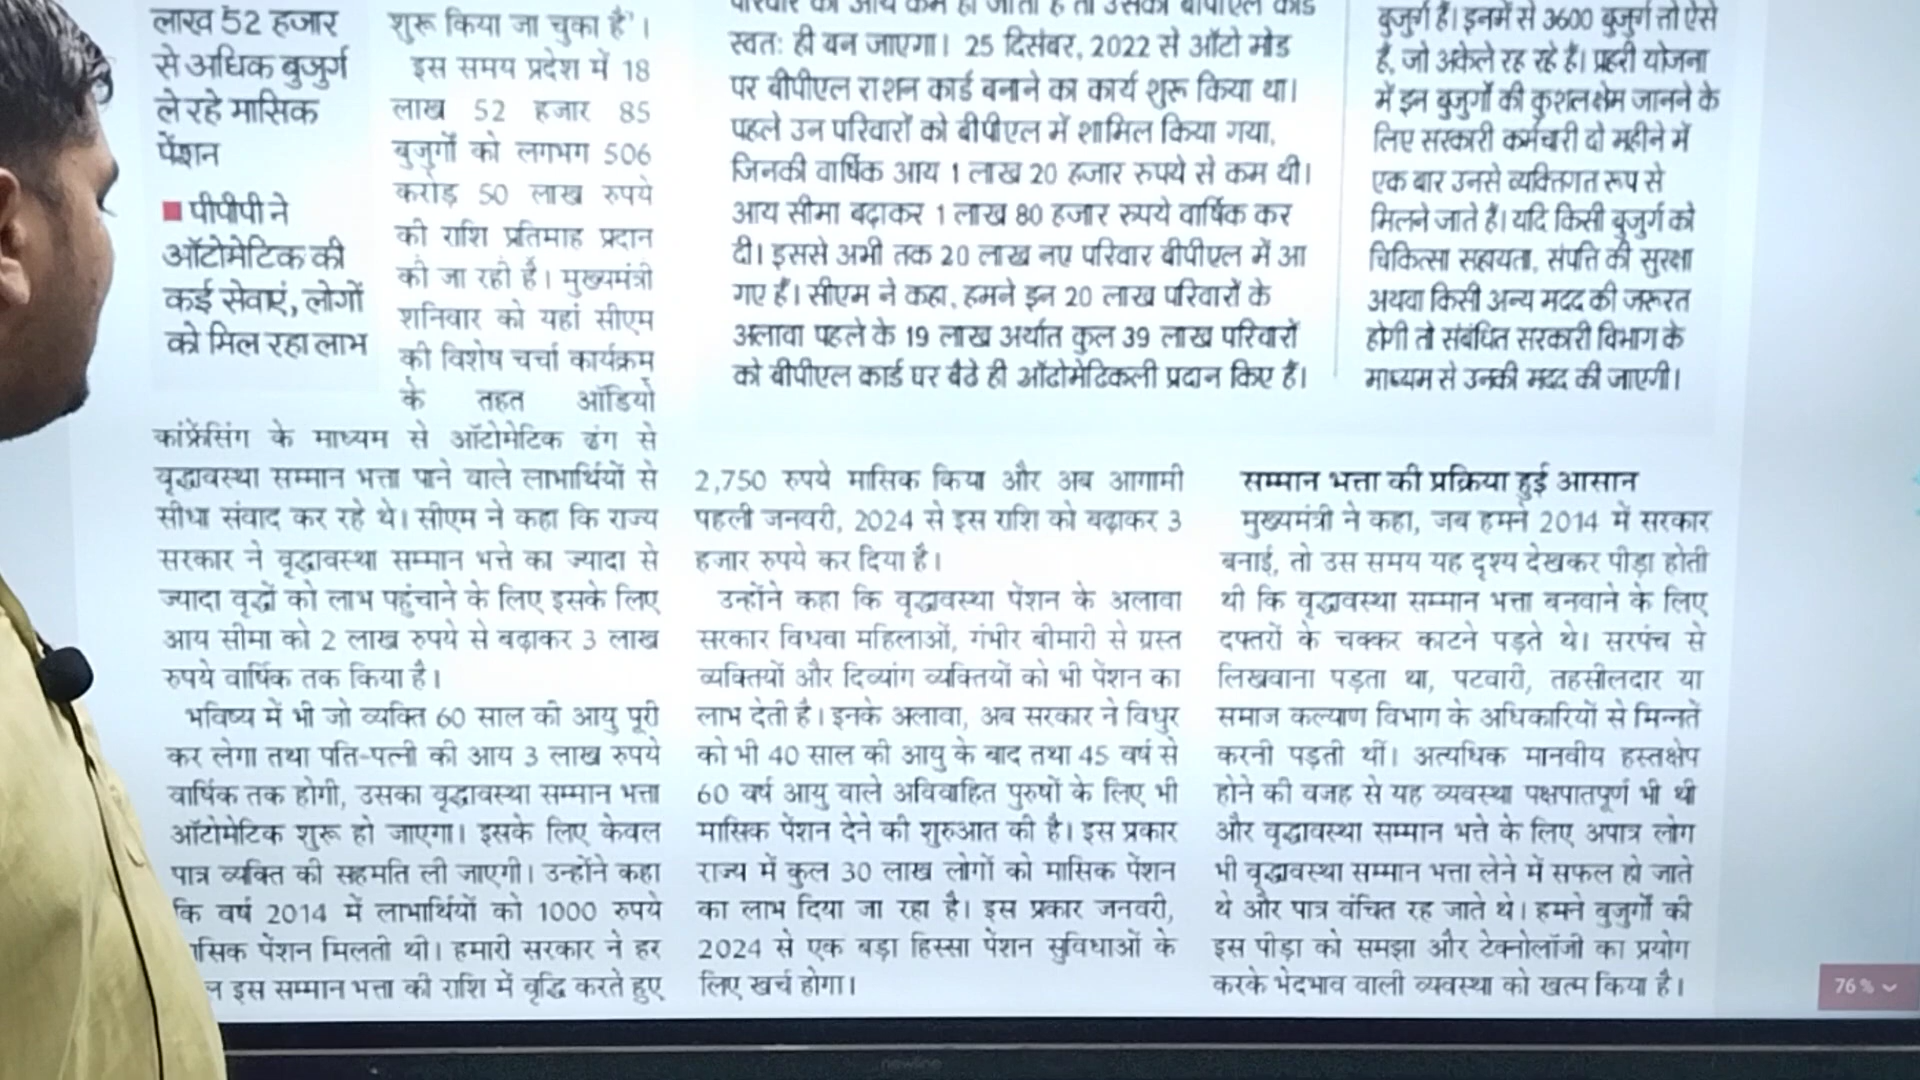 लाख 52 हजार
से अधिक बुजुर्ग
ले रहे मासिक
पेंशन
पीपीपी ने
ऑटोमेटिक की
कई सेवाएं, लोगों
को मिल रहा लाभ
शुरू किया जा चुका है'।
इस समय प्रदेश में 18
लाख 52 हजार 85
बुजुर्गों को लगभग 506
करोड़ 50 लाख रुपये
की राशि प्रतिमाह प्रदान
की जा रही है। मुख्यमंत्री
शनिवार को यहां सीएम
की विशेष चर्चा कार्यक्रम
के तहत ऑडियो
कांफ्रेंसिंग के माध्यम से ऑटोमेटिक ढंग से
वृद्धावस्था सम्मान भत्ता पाने वाले लाभार्थियों से
सीधा संवाद कर रहे थे। सीएम ने कहा कि राज्य
सरकार ने वृद्धावस्था सम्मान भत्ते का ज्यादा से
ज्यादा वृद्धों को लाभ पहुंचाने के लिए इसके लिए
आय सीमा को 2 लाख रुपये से बढ़ाकर 3 लाख
रुपये वार्षिक तक किया है।
भविष्य में भी जो व्यक्ति 60 साल की आयु पूरी
कर लेगा तथा पति-पत्नी की आय 3 लाख रुपये
वार्षिक तक होगी, उसका वृद्धावस्था सम्मान भत्ता
ऑटोमेटिक शुरू हो जाएगा। इसके लिए केवल
पात्र व्यक्ति की सहमति ली जाएगी। उन्होंने कहा
कि वर्ष 2014 में लाभार्थियों को 1000 रुपये
ासिक पेंशन मिलती थी। हमारी सरकार ने हर
ल इस सम्मान भत्ता की राशि में वृद्धि करते हुए
परिवार की आय कम हो जाती है तो उसका बीपीएल कार्ड
स्वतः ही बन जाएगा। 25 दिसंबर, 2022 से ऑटो मोड
पर बीपीएल राशन कार्ड बनाने का कार्य शुरू किया था।
पहले उन परिवारों को बीपीएल में शामिल किया गया,
जिनकी वार्षिक आय 1 लाख 20 हजार रुपये से कम थी।
आय सीमा बढ़ाकर 1 लाख 80 हजार रुपये वार्षिक कर
दी। इससे अभी तक 20 लाख नए परिवार बीपीएल में आ
गए हैं। सीएम ने कहा, हमने इन 20 लाख परिवारों के
अलावा पहले के 19 लाख अर्थात कुल 39 लाख परिवारों
को बीपीएल कार्ड घर बैठे ही ऑटोमेटिकली प्रदान किए हैं।
बुजुर्ग हैं। इनमें से 3600 बुजुर्ग तो ऐसे
हैं, जो अकेले रह रहे हैं। प्रहरी योजना
में इन बुजुर्गों की कुशलक्षेम जानने के
लिए सरकारी कर्मचारी दो महीने में
एक बार उनसे व्यक्तिगत रूप से
मिलने जाते हैं। यदि किसी बुजुर्ग को
चिकित्सा सहायता, संपति की सुरक्षा
अथवा किसी अन्य मदद की जरूरत
होगी तो संबंधित सरकारी विभाग के
माध्यम से उनकी मदद की जाएगी।
2,750 रुपये मासिक किया और अब आगामी
पहली जनवरी, 2024 से इस राशि को बढ़ाकर 3
हजार रुपये कर दिया है।
उन्होंने कहा कि वृद्धावस्था पेंशन के अलावा
सरकार विधवा महिलाओं, गंभीर बीमारी से ग्रस्त
व्यक्तियों और दिव्यांग व्यक्तियों को भी पेंशन का
लाभ देती है। इनके अलावा, अब सरकार ने विधुर
को भी 40 साल की आयु के बाद तथा 45 वर्ष से
60 वर्ष आयु वाले अविवाहित पुरुषों के लिए भी
मासिक पेंशन देने की शुरुआत की है। इस प्रकार
राज्य में कुल 30 लाख लोगों को मासिक पेंशन
का लाभ दिया जा रहा है। इस प्रकार जनवरी,
2024 से एक बड़ा हिस्सा पेंशन सुविधाओं के
लिए खर्च होगा।
सम्मान भत्ता की प्रक्रिया हुई आसान
मुख्यमंत्री ने कहा, जब हमने 2014 में सरकार
बनाई, तो उस समय यह दृश्य देखकर पीड़ा होती
थी कि वृद्धावस्था सम्मान भत्ता बनवाने के लिए
दफ्तरों के चक्कर काटने पड़ते थे। सरपंच से
लिखवाना पड़ता था, पटवारी, तहसीलदार या
समाज कल्याण विभाग के अधिकारियों से मिन्नतें
करनी पड़ती थीं। अत्यधिक मानवीय हस्तक्षेप
होने की वजह से यह व्यवस्था पक्षपातपूर्ण भी थी
और वृद्धावस्था सम्मान भत्ते के लिए अपात्र लोग
भी वृद्धावस्था सम्मान भत्ता लेने में सफल हो जाते
थे और पात्र वंचित रह जाते थे। हमने बुजुर्गों की
इस पीड़ा को समझा और टेक्नोलॉजी का प्रयोग
करके भेदभाव वाली व्यवस्था को खत्म किया है।
76%
newline